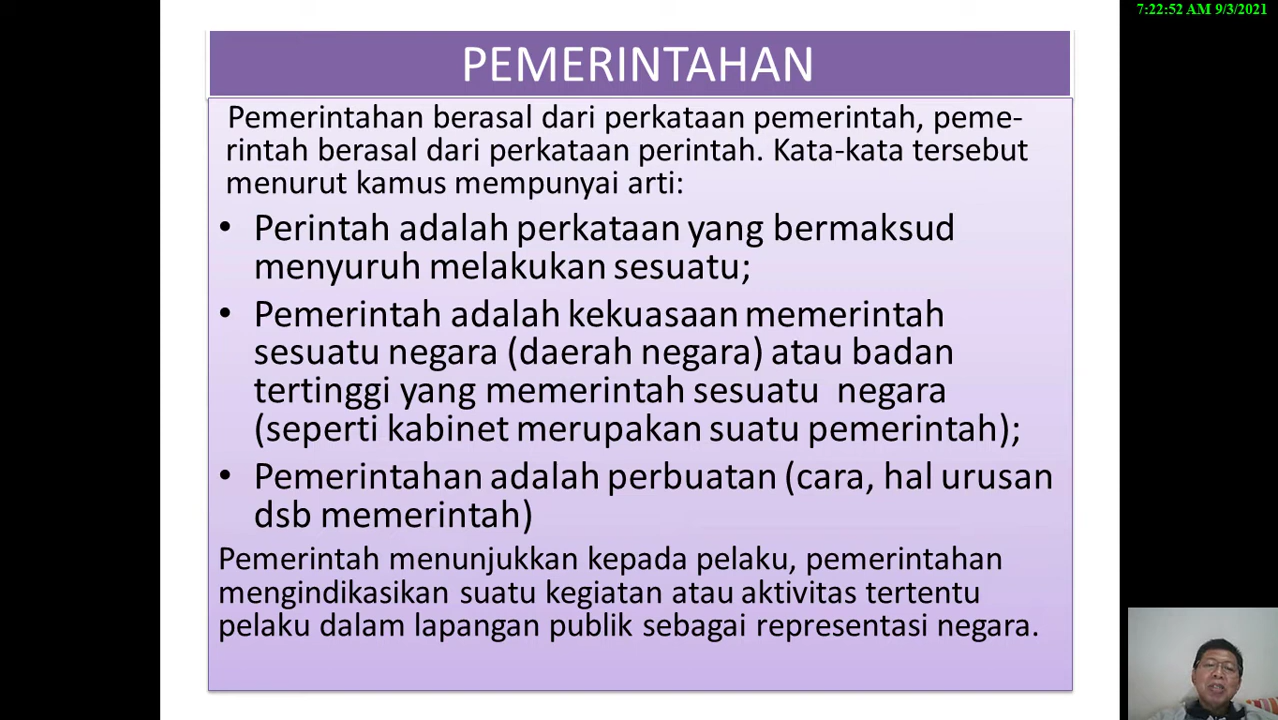 7:22:52 AM 9/3/2021
PEMERINTAHAN
Pemerintahan berasal dari perkataan pemerintah, peme-
rintah berasal dari perkataan perintah. Kata-kata tersebut
menurut kamus mempunyai arti:
• Perintah adalah perkataan yang bermaksud
menyuruh melakukan sesuatu;
• Pemerintah adalah kekuasaan memerintah
sesuatu negara (daerah negara) atau badan
tertinggi yang memerintah sesuatu negara
(seperti kabinet merupakan suatu pemerintah);
• Pemerintahan adalah perbuatan (cara, hal urusan
dsb memerintah)
Pemerintah menunjukkan kepada pelaku, pemerintahan
mengindikasikan suatu kegiatan atau aktivitas tertentu
pelaku dalam lapangan publik sebagai representasi negara.